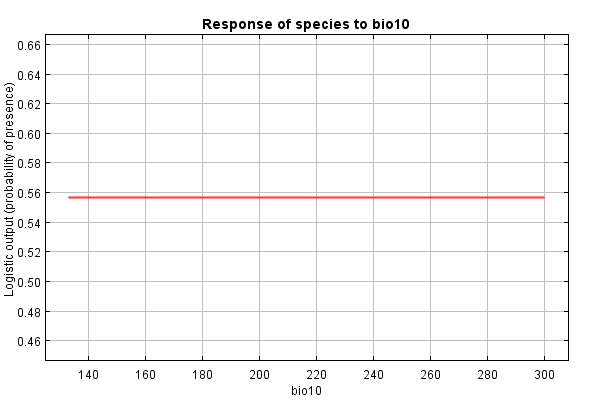 Response of species to bio10
Logistic output (probability of presence)
0.66
0.64
0.62
0.60
0.58
0.56
0.54
0.52
0.50
0.48
0.46
140 160 180 200 220 240 260 280 300
bio10